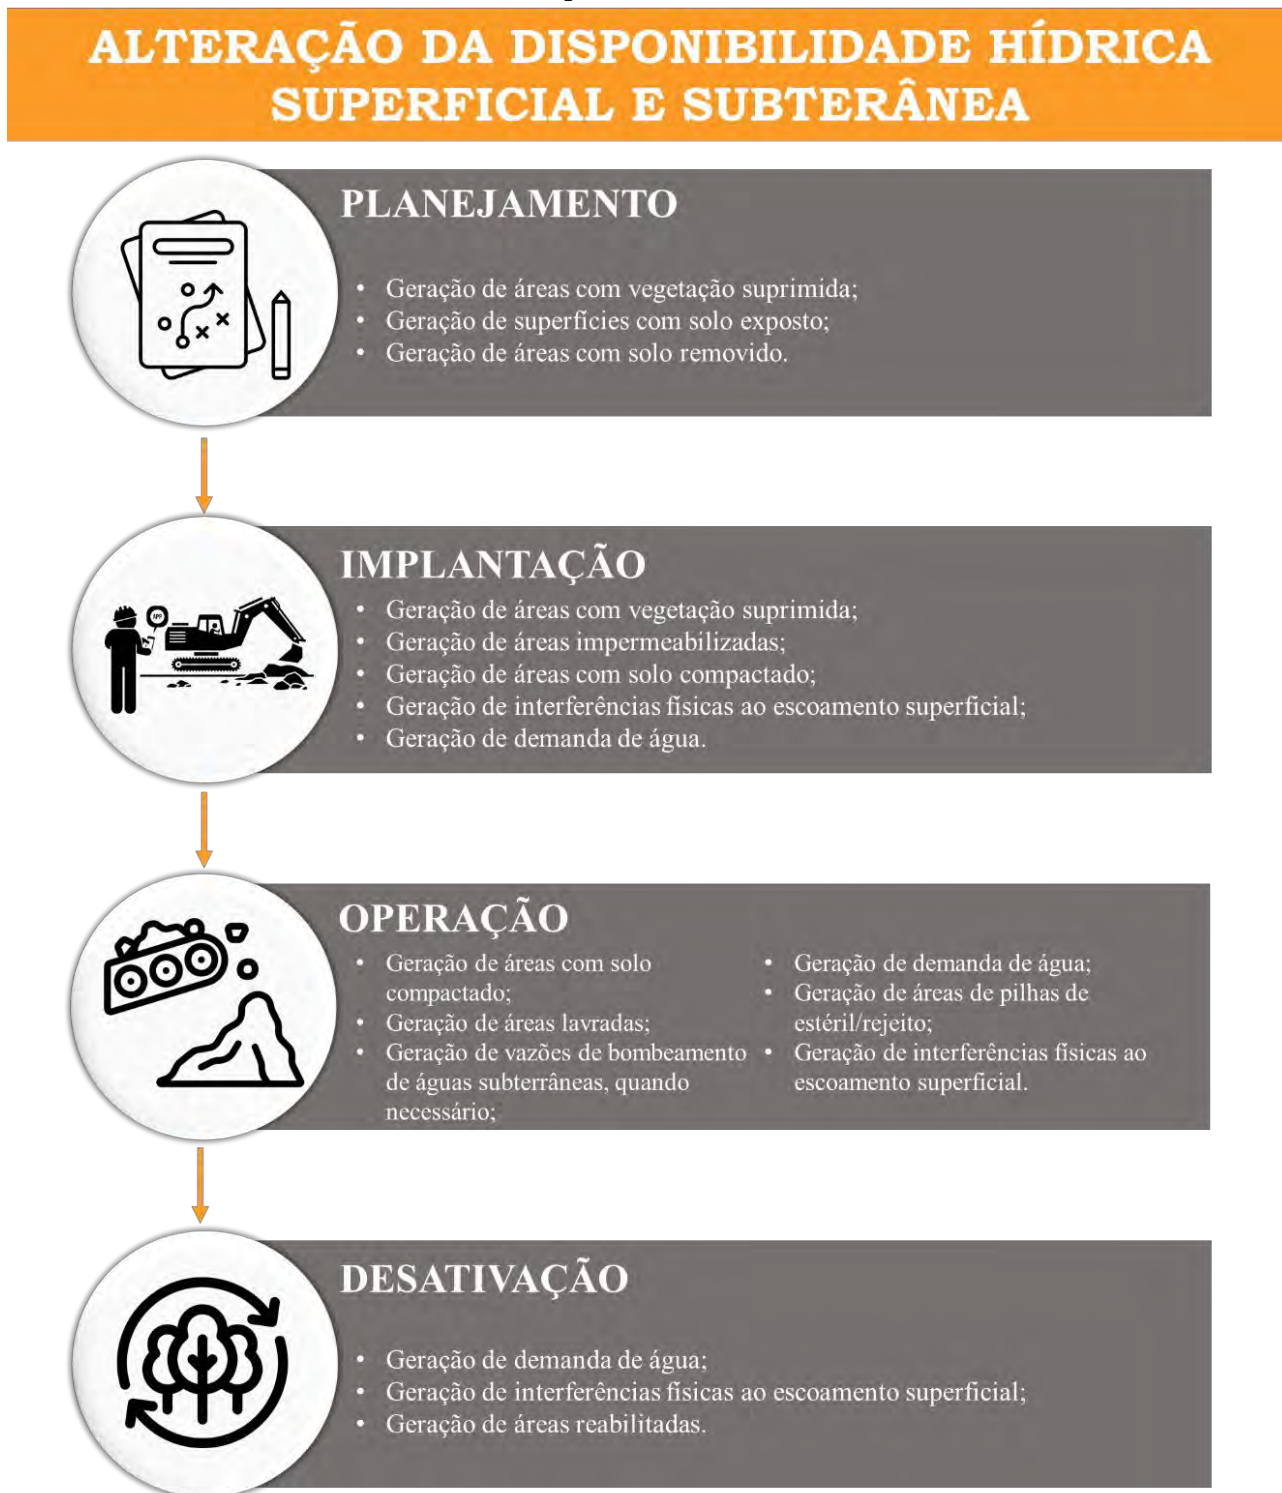 ALTERAÇÃO DA DISPONIBILIDADE HÍDRICA
SUPERFICIAL E SUBTERÂNEA
PLANEJAMENTO
• Geração de áreas com vegetação suprimida;
• Geração de superfícies com solo exposto;
• Geração de áreas com solo removido.
IMPLANTAÇÃO
APP
• Geração de áreas com vegetação suprimida;
• Geração de áreas impermeabilizadas;
• Geração de áreas com solo compactado;
• Geração de interferências físicas ao escoamento superficial;
• Geração de demanda de água.
OPERAÇÃO
• Geração de áreas com solo
compactado;
• Geração de áreas lavradas;
• Geração de vazões de bombeamento
de águas subterrâneas, quando
necessário;
• Geração de demanda de água;
• Geração de áreas de pilhas de
estéril/rejeito;
• Geração de interferências físicas ao
escoamento superficial.
DESATIVAÇÃO
• Geração de demanda de água;
• Geração de interferências físicas ao escoamento superficial;
• Geração de áreas reabilitadas.